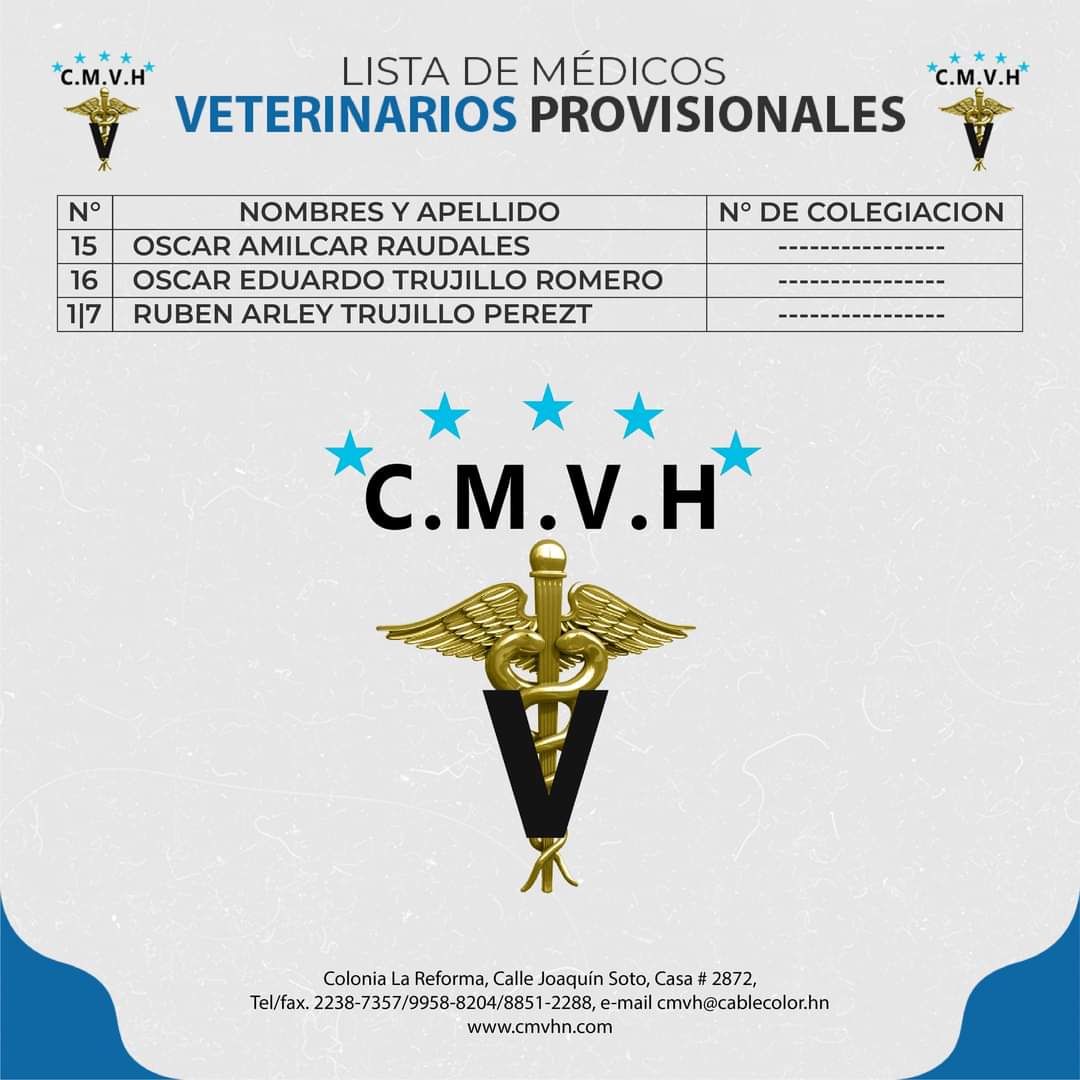 C.M.V.H
V
LISTA DE MÉDICOS
VETERINARIOS PROVISIONALES
C.M.V.H
V
N° NOMBRES Y APELLIDO N° DE COLEGIACION
15 OSCAR AMILCAR RAUDALES ----------------
16 OSCAR EDUARDO TRUJILLO ROMERO ----------------
1|7 RUBEN ARLEY TRUJILLO PEREZT ----------------
C.M.V.H
V
Colonia La Reforma, Calle Joaquín Soto, Casa # 2872,
Tel/fax. 2238-7357/9958-8204/8851-2288, e-mail cmvh@cablecolor.hn
www.cmvhn.com